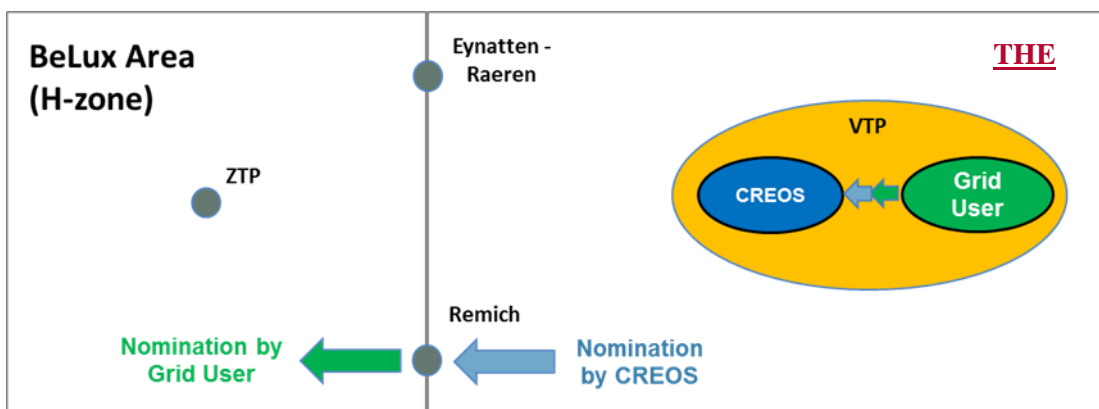 BeLux Area
(H-zone)
Eynatten -
Raeren
THE
VTP
ZTP
CREOS
Grid
User
Remich
Nomination by
Grid User
Nomination
by CREOS